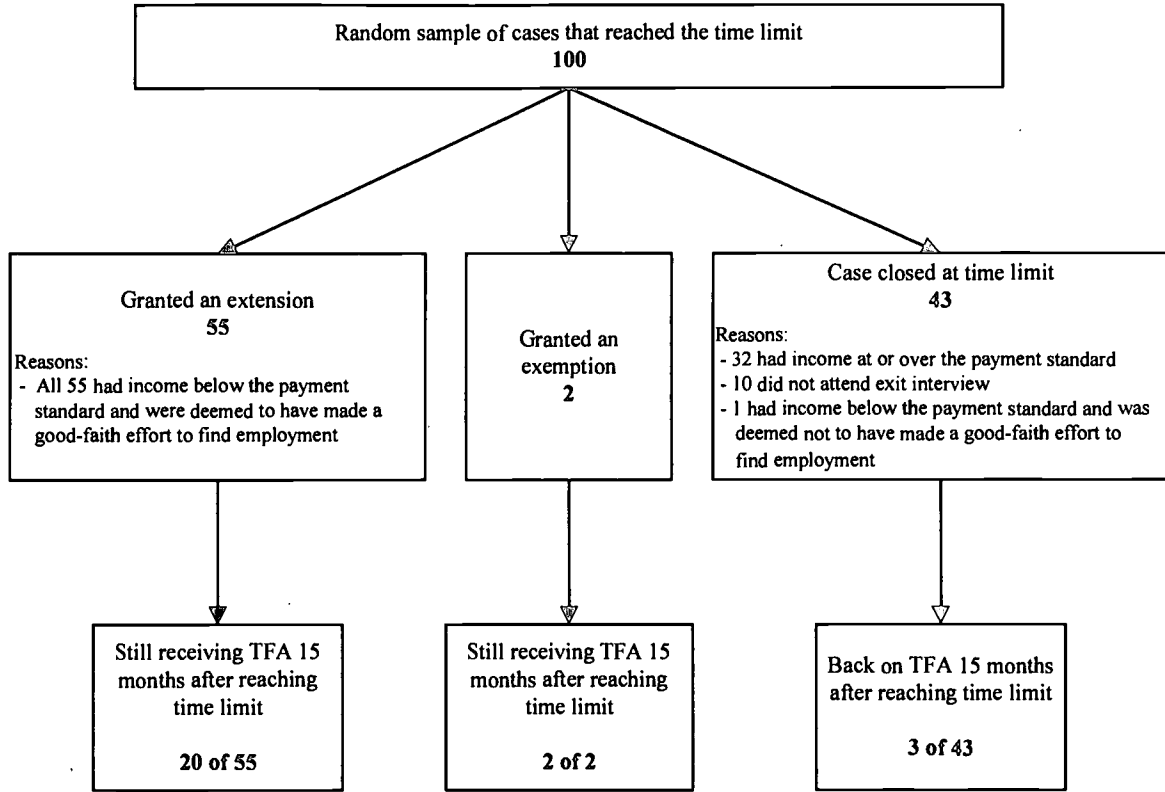 Random sample of cases that reached the time limit
100
Granted an extension
55
Reasons:
- All 55 had income below the payment
standard and were deemed to have made a
good-faith effort to find employment
Granted an
exemption
2
Case closed at time limit
43
Reasons:
- 32 had income at or over the payment standard
- 10 did not attend exit interview
- 1 had income below the payment standard and was
deemed not to have made a good-faith effort to
find employment
Still receiving TFA 15
months after reaching
time limit
20 of 55
Still receiving TFA 15
months after reaching
time limit
2 of 2
Back on TFA 15 months
after reaching time limit
3 of 43